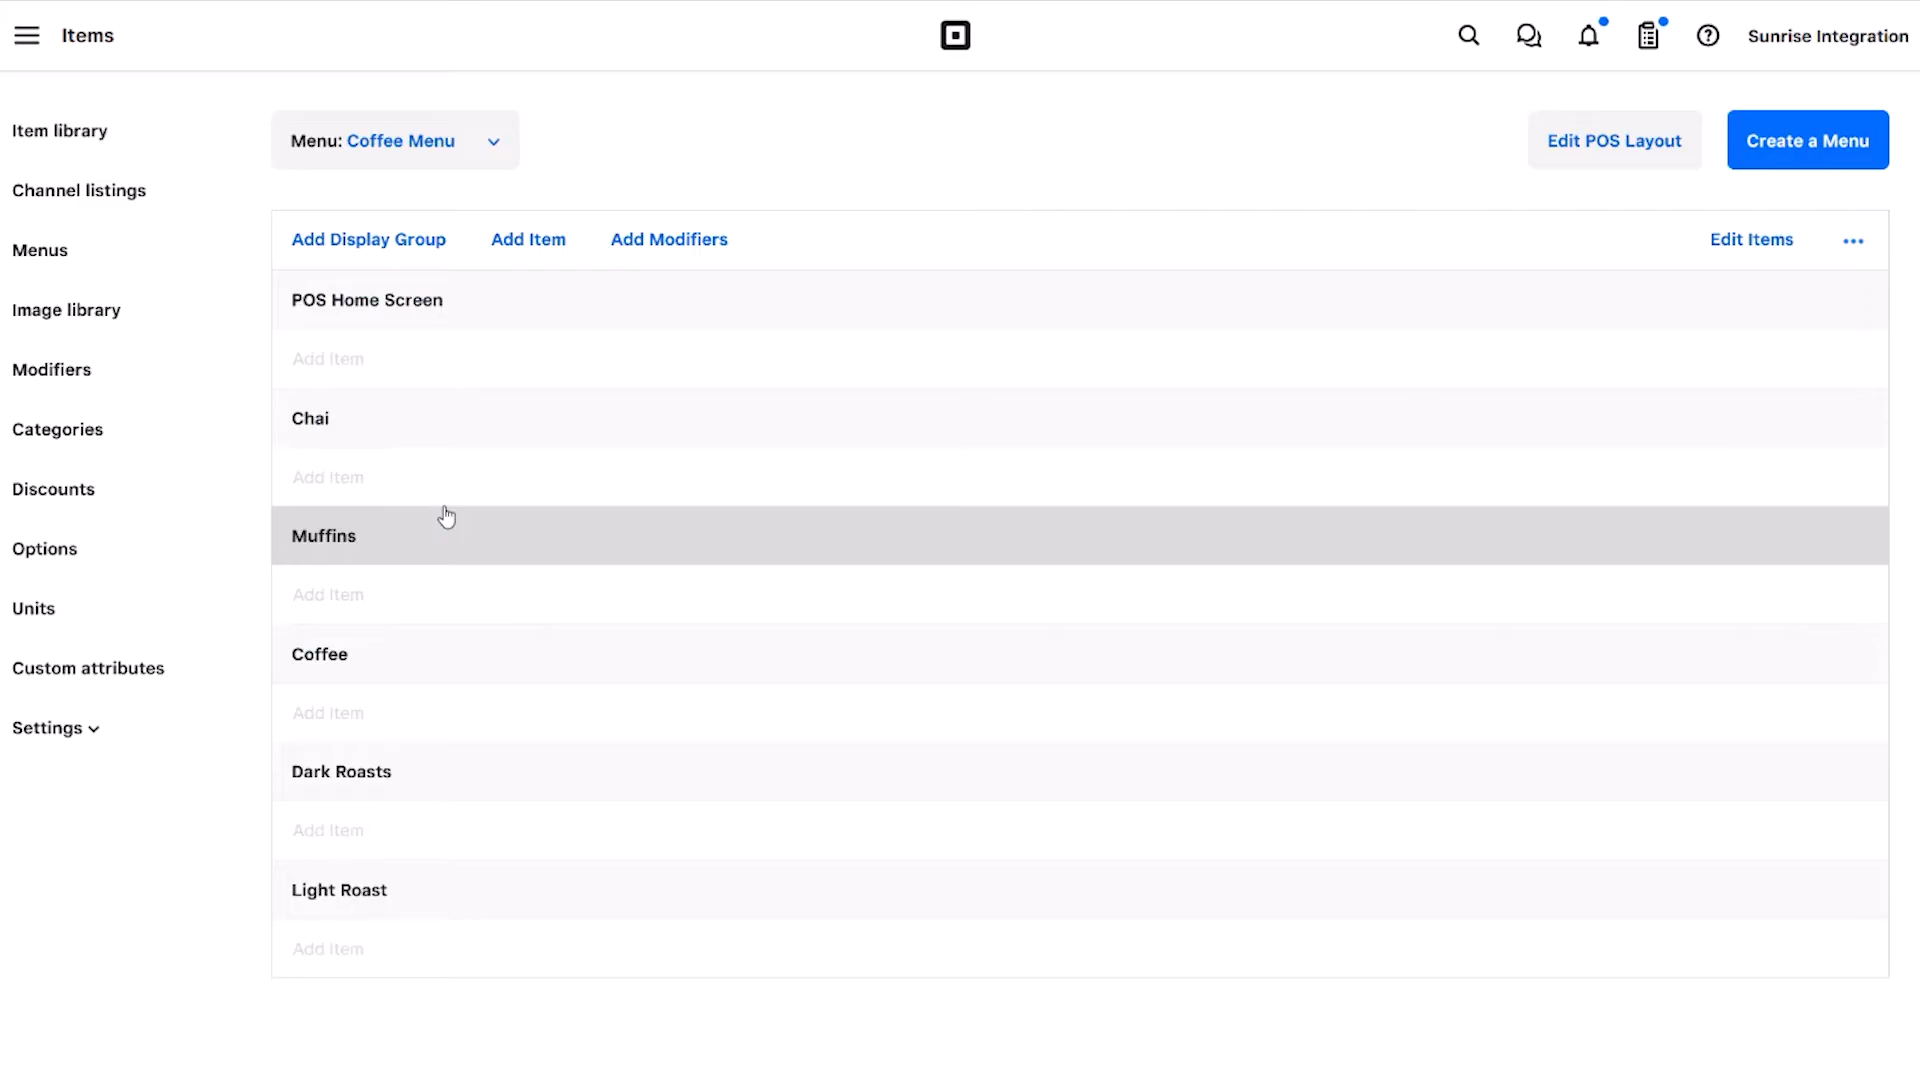 Items
Sunrise Integration
Item library
Channel listings
Menus
Image library
Modifiers
Categories
Discounts
Options
Units
Custom attributes
Settings
Menu: Coffee Menu
Edit POS Layout
Create a Menu
Add Display Group
Add Item
Add Modifiers
Edit Items
POS Home Screen
Add Item
Chai
Add Item
Muffins
Add Item
Coffee
Add Item
Dark Roasts
Add Item
Light Roast
Add Item